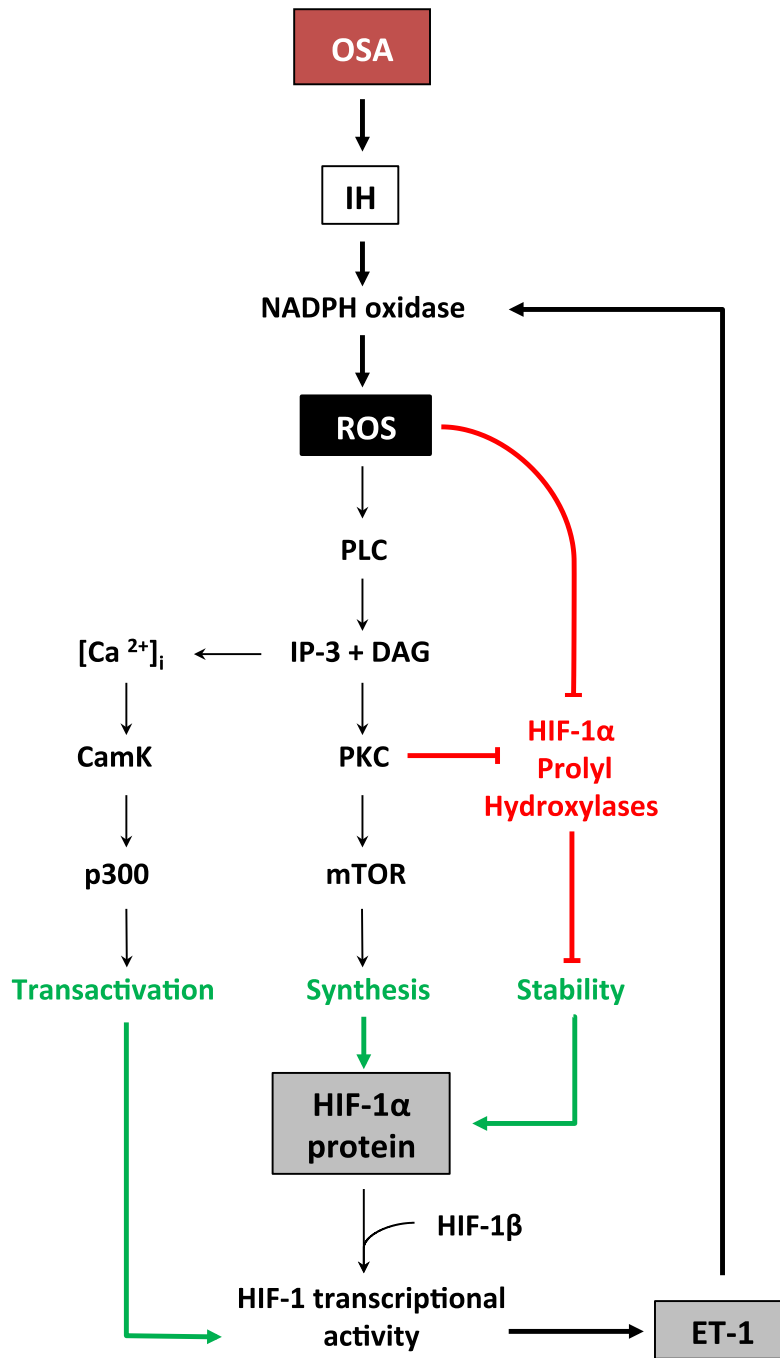 OSA
IH
NADPH oxidase
ROS
PLC
[Ca 2+]i
IP-3 + DAG
HIF-1α
Prolyl
Hydroxylases
CamK
PKC
p300
mTOR
Transactivation
Synthesis
Stability
HIF-1α
protein
HIF-1β
HIF-1 transcriptional
activity
ET-1